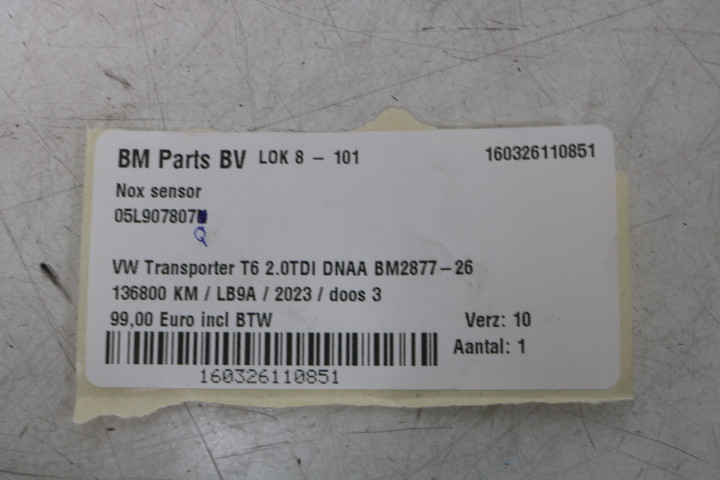 BM Parts BV LOK 8 - 101 160326110851
Nox sensor
05L907807
Q
VW Transporter T6 2.0TDI DNAA BM2877-26
136800 KM / LB9A / 2023 / doos 3
99,00 Euro incl BTW Verz: 10
Aantal: 1
160326110851